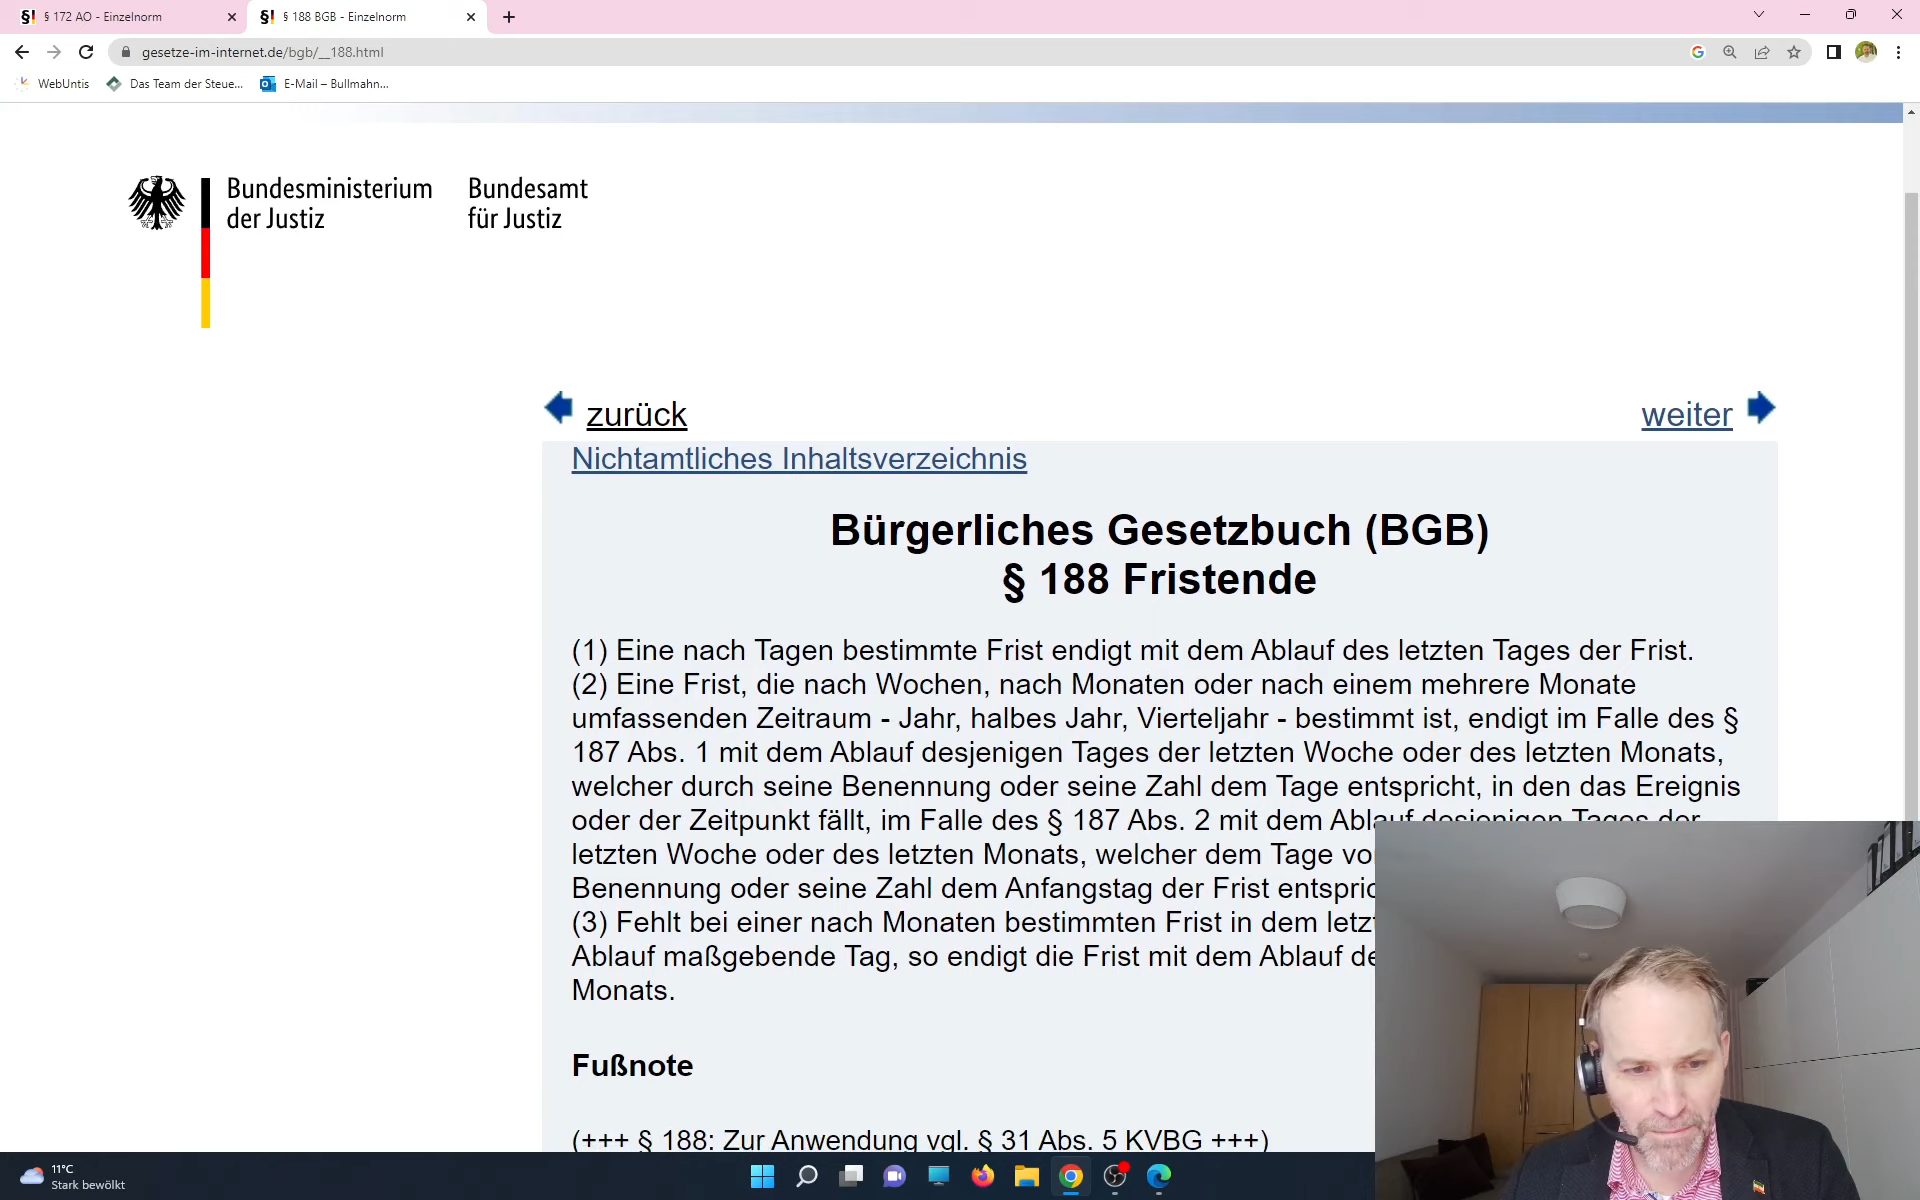 § 172 AO - Einzelnorm
§ 188 BGB - Einzelnorm
gesetze-im-internet.de/bgb/__188.html
WebUntis
Das Team der Steue...
E-Mail – Bullmahn...
Bundesministerium
der Justiz
Bundesamt
für Justiz
zurück
weiter
Nichtamtliches Inhaltsverzeichnis
Bürgerliches Gesetzbuch (BGB)
§ 188 Fristende
(1) Eine nach Tagen bestimmte Frist endigt mit dem Ablauf des letzten Tages der Frist.
(2) Eine Frist, die nach Wochen, nach Monaten oder nach einem mehrere Monate
umfassenden Zeitraum - Jahr, halbes Jahr, Vierteljahr - bestimmt ist, endigt im Falle des §
187 Abs. 1 mit dem Ablauf desjenigen Tages der letzten Woche oder des letzten Monats,
welcher durch seine Benennung oder seine Zahl dem Tage entspricht, in den das Ereignis
oder der Zeitpunkt fällt, im Falle des § 187 Abs. 2 mit dem Ablauf desjenigen Tages der
letzten Woche oder des letzten Monats, welcher dem Tage
Benennung oder seine Zahl dem Anfangstag der Frist
(3) Fehlt bei einer nach Monaten bestimmten Frist in dem
Ablauf maßgebende Tag, so endigt die Frist mit dem Ablauf
Monats.
Fußnote
(+++ § 188: Zur Anwendung vgl. § 31 Abs. 5 KVBG +++)
11°C
Stark bewölkt